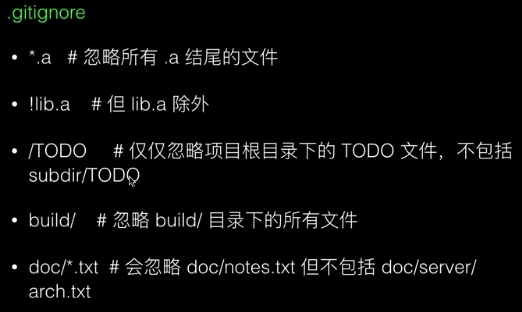 .gitignore
• *.a # 忽略所有 .a 结尾的文件
• !lib.a # 但 lib.a 除外
• /TODO # 仅仅忽略项目根目录下的 TODO 文件，不包括
subdir/TODO
• build/ # 忽略 build/ 目录下的所有文件
• doc/*.txt # 会忽略 doc/notes.txt 但不包括 doc/server/
arch.txt